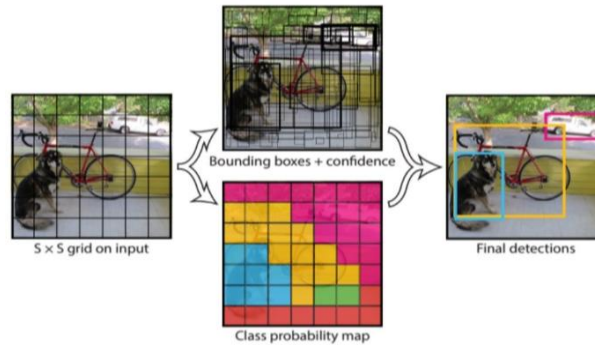 Bounding boxes + confidence
S × S grid on input
Final detections
Class probability map